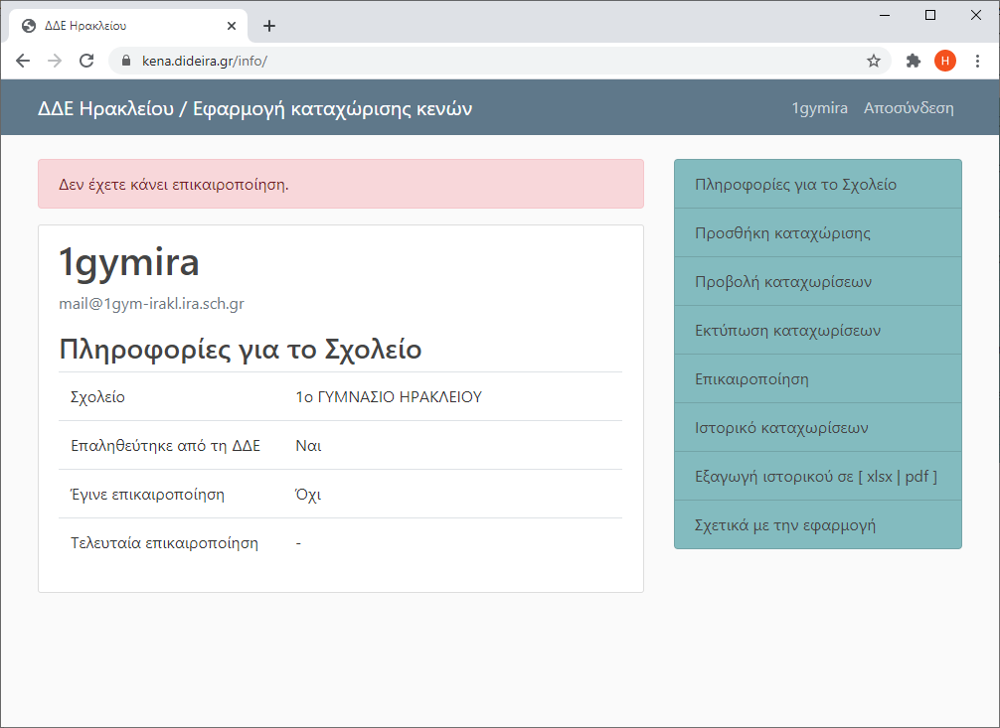 ΔΔΕ Ηρακλείου
kena.dideira.gr/info/
H
ΔΔΕ Ηρακλείου / Εφαρμογή καταχώρισης κενών
1gymira Αποσύνδεση
Δεν έχετε κάνει επικαιροποίηση.
1gymira
mail@1gym-irakl.ira.sch.gr
Πληροφορίες για το Σχολείο
Σχολείο 1ο ΓΥΜΝΑΣΙΟ ΗΡΑΚΛΕΙΟΥ
Επαληθεύτηκε από τη ΔΔΕ Ναι
Έγινε επικαιροποίηση Όχι
Τελευταία επικαιροποίηση -
Πληροφορίες για το Σχολείο
Προσθήκη καταχώρισης
Προβολή καταχωρίσεων
Εκτύπωση καταχωρίσεων
Επικαιροποίηση
Ιστορικό καταχωρίσεων
Εξαγωγή ιστορικού σε [ xlsx | pdf ]
Σχετικά με την εφαρμογή